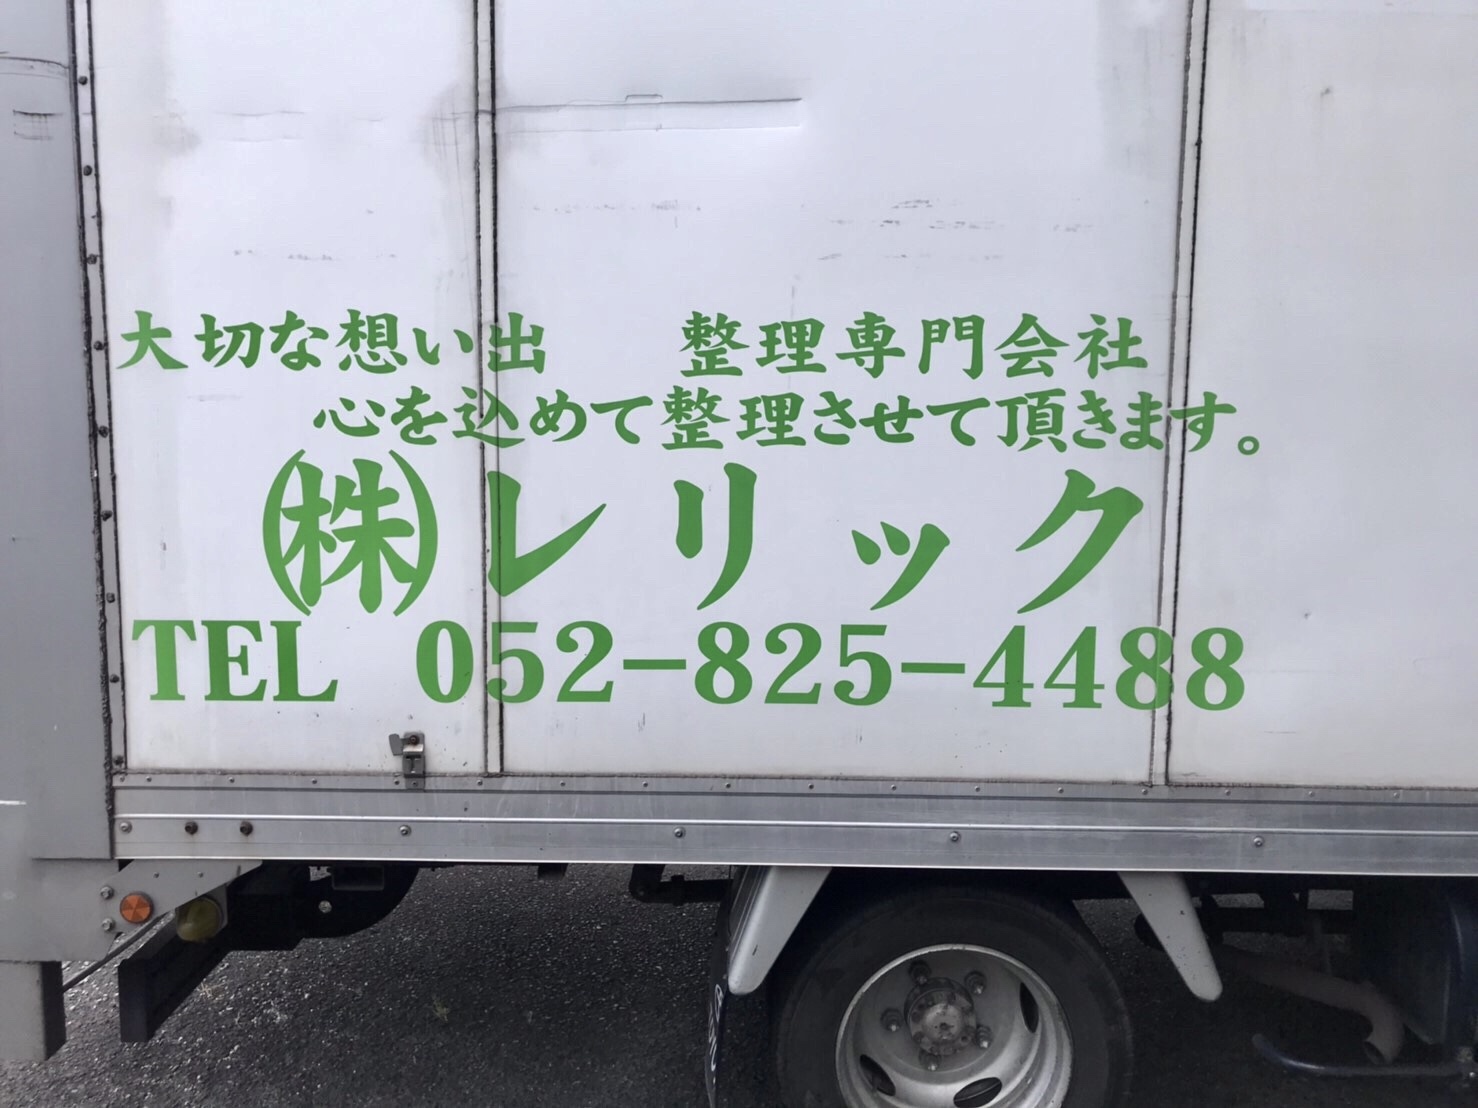 大切な想い出　整理専門会社
心を込めて整理させて頂きます。
㈱レリック
TEL 052-825-4488